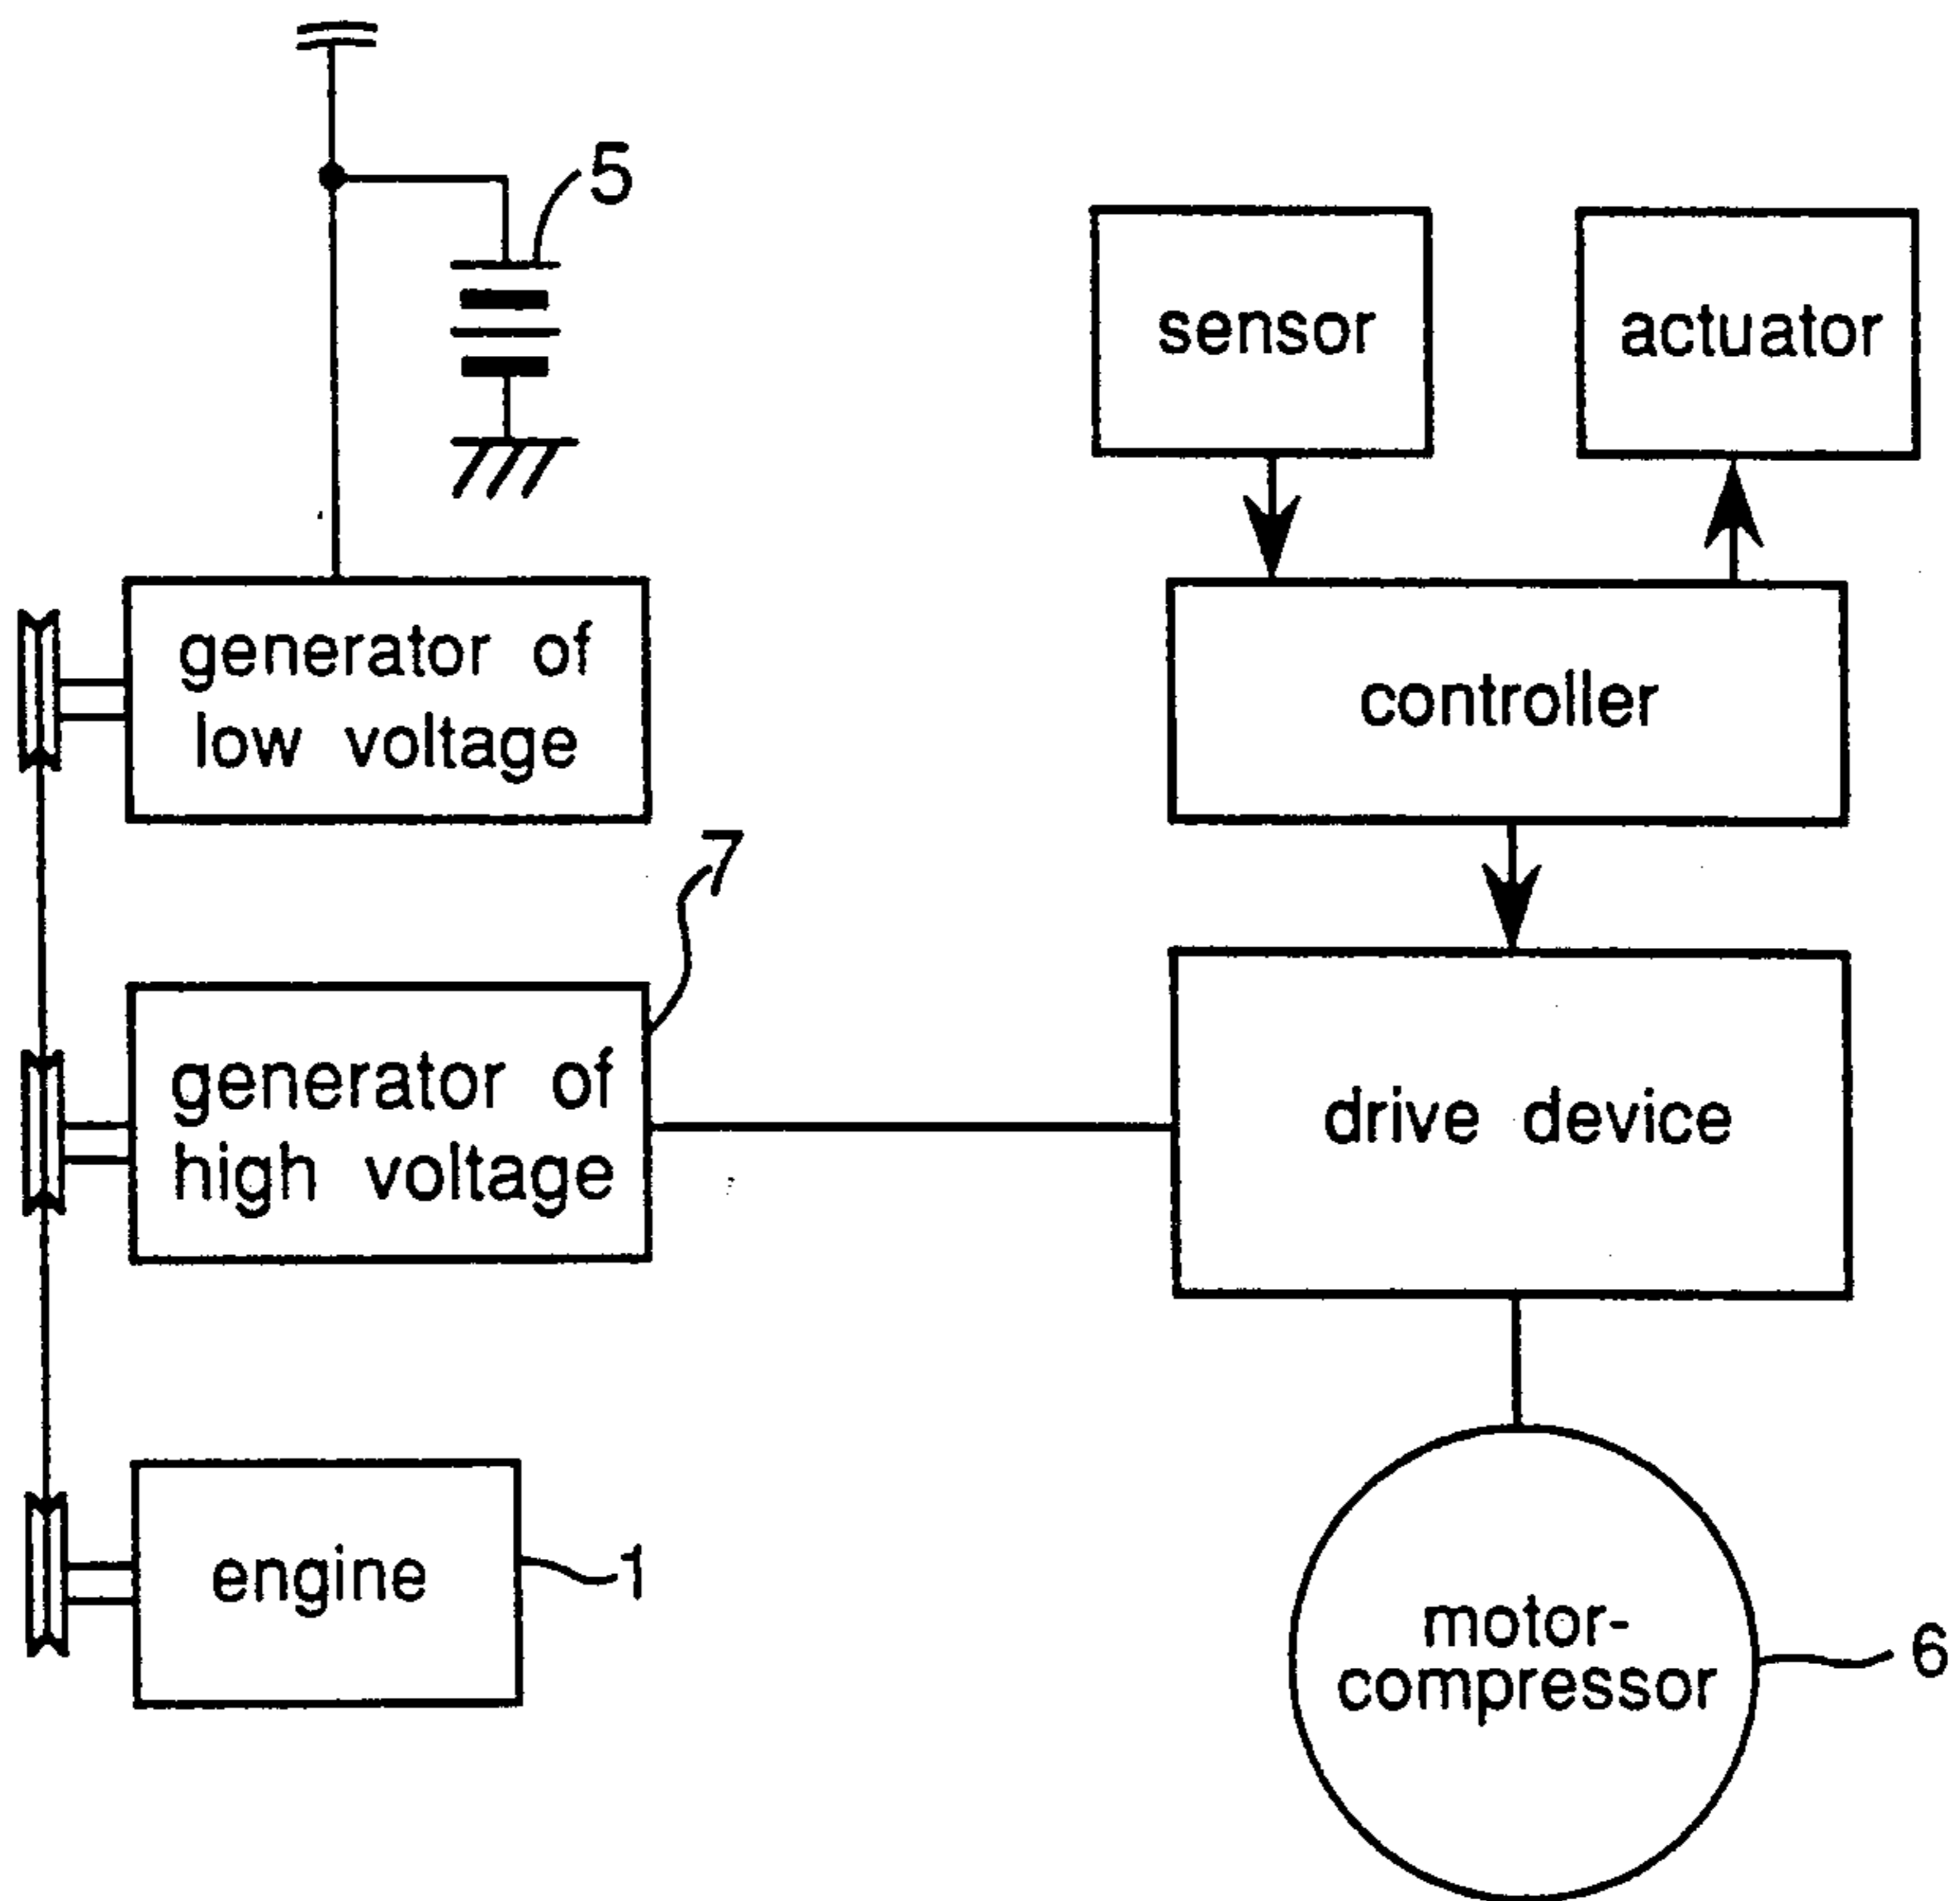 5
sensor
actuator
generator of
low voltage
controller
7
generator of
high voltage
drive device
engine
1
motor-
compressor
6